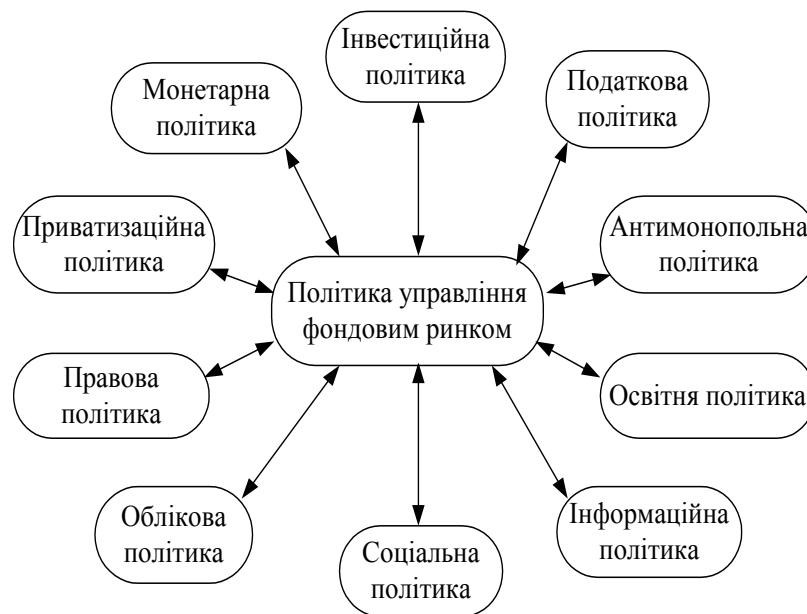 Інвестиційна
політика
Монетарна
політика
Податкова
політика
Приватизаційна
політика
Антимонопольна
політика
Політика управління
фондовим ринком
Правова
політика
Освітня політика
Облікова
політика
Соціальна
політика
Інформаційна
політика